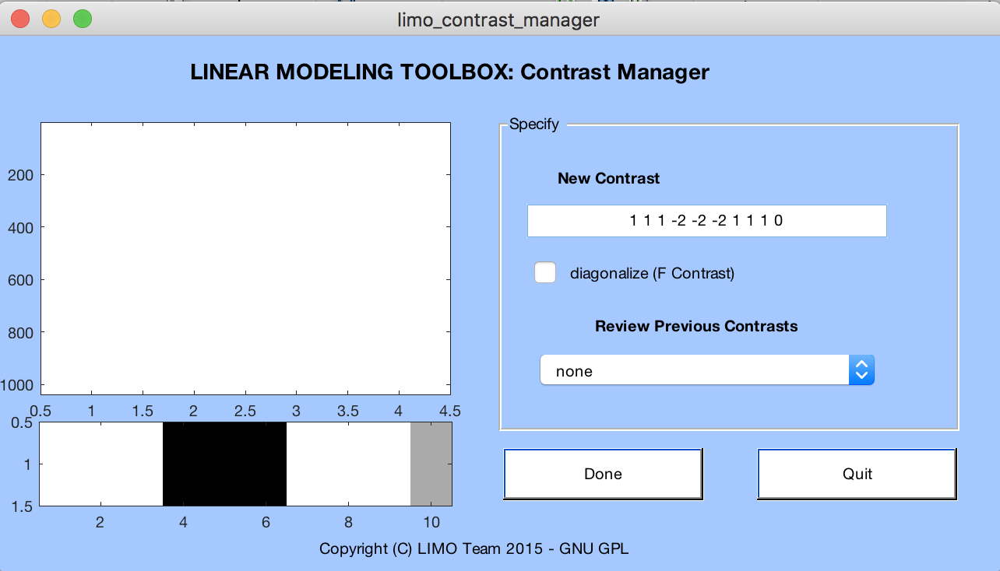 limo_contrast_manager
LINEAR MODELING TOOLBOX: Contrast Manager
Specify
200
400
600
800
1000
0.5 1 1.5 2 2.5 3 3.5 4 4.5
0.5
1
1.5
2 4 6 8 10
New Contrast
1 1 1 -2 -2 -2 1 1 1 0
diagonalize (F Contrast)
Review Previous Contrasts
none
Done Quit
Copyright (C) LIMO Team 2015 - GNU GPL